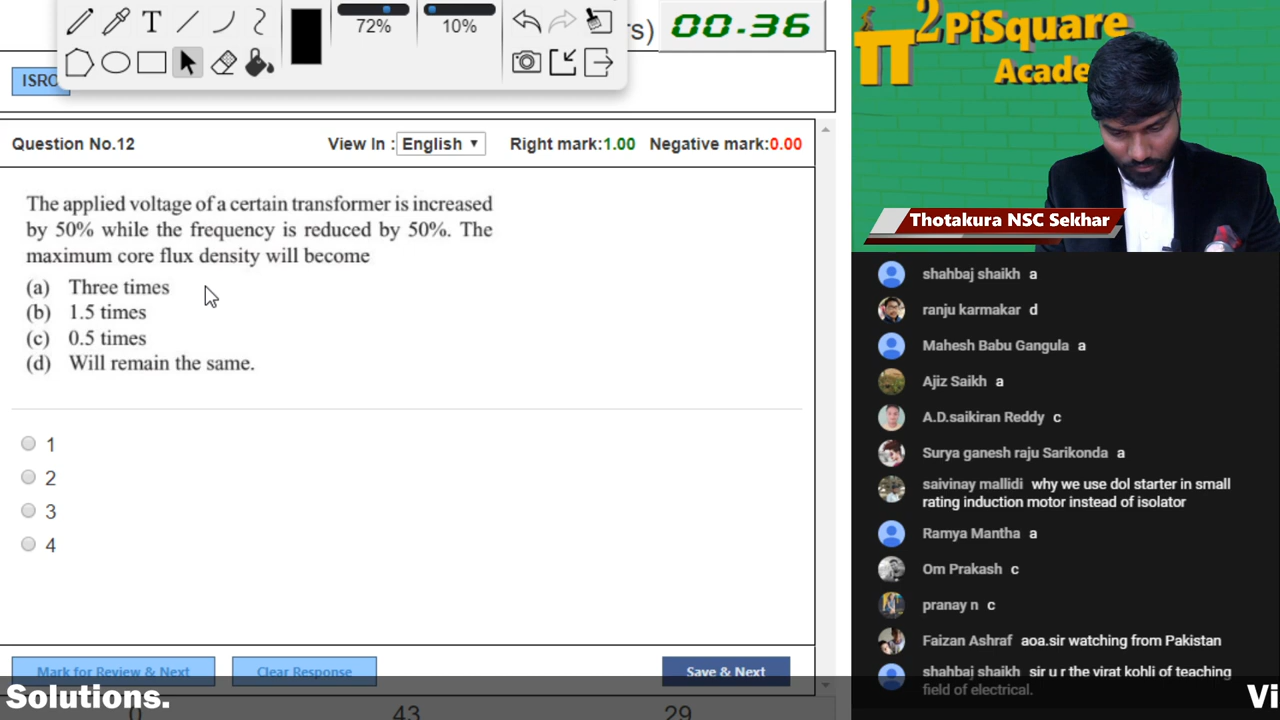 T
72%
10%
rs)
00:36
ISRO
Question No.12
View In : English ▼
Right mark:1.00 Negative mark:0.00
The applied voltage of a certain transformer is increased
by 50% while the frequency is reduced by 50%. The
maximum core flux density will become
(a) Three times
(b) 1.5 times
(c) 0.5 times
(d) Will remain the same.
1
2
3
4
Mark for Review & Next
Clear Response
Save & Next
0
43
29
Solutions.
Vi
π2 PiSquare
Acade
Thotakura NSC Sekhar
shahbaj shaikh a
ranju karmakar d
Mahesh Babu Gangula a
Ajiz Saikh a
A.D.saikiran Reddy c
Surya ganesh raju Sarikonda a
saivinay mallidi why we use dol starter in small
rating induction motor instead of isolator
Ramya Mantha a
Om Prakash c
pranay n c
Faizan Ashraf aoa.sir watching from Pakistan
shahbaj shaikh sir u r the virat kohli of teaching
field of electrical.